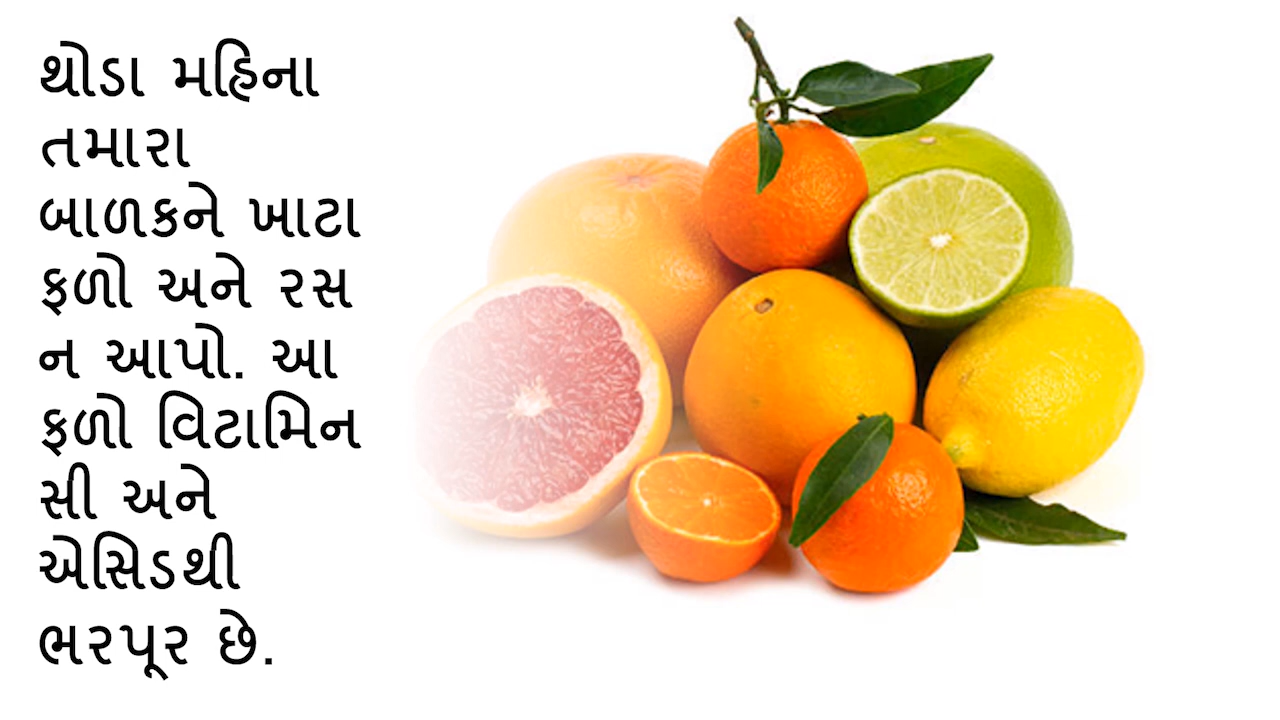 થોડા મહિના
તમારા
બાળકને ખાટા
ફળો અને રસ
ન આપો. આ
ફળો વિટામિન
સી અને
એસિડથી
ભરપૂર છે.